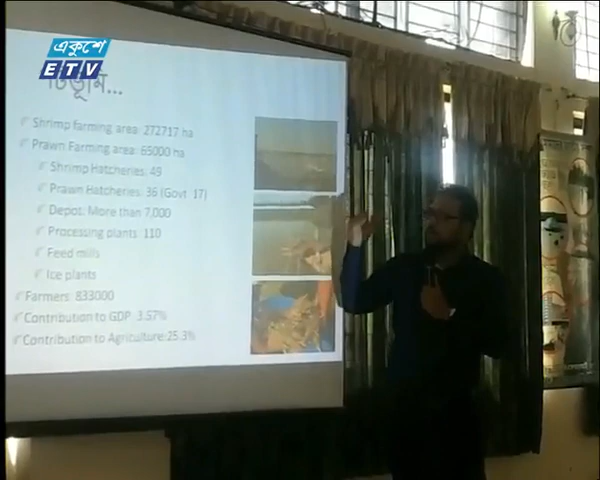 একুশে
ETV
Shrimp farming area: 272717 ha
Prawn Farming area: 65000 ha
Shrimp Hatcheries: 49
Prawn Hatcheries: 36 (Govt. 17)
Depot: More than 7,000
Processing plants: 110
Feed mills
Ice plants
Farmers: 833000
Contribution to GDP: 3.57%
Contribution to Agriculture: 25.3%